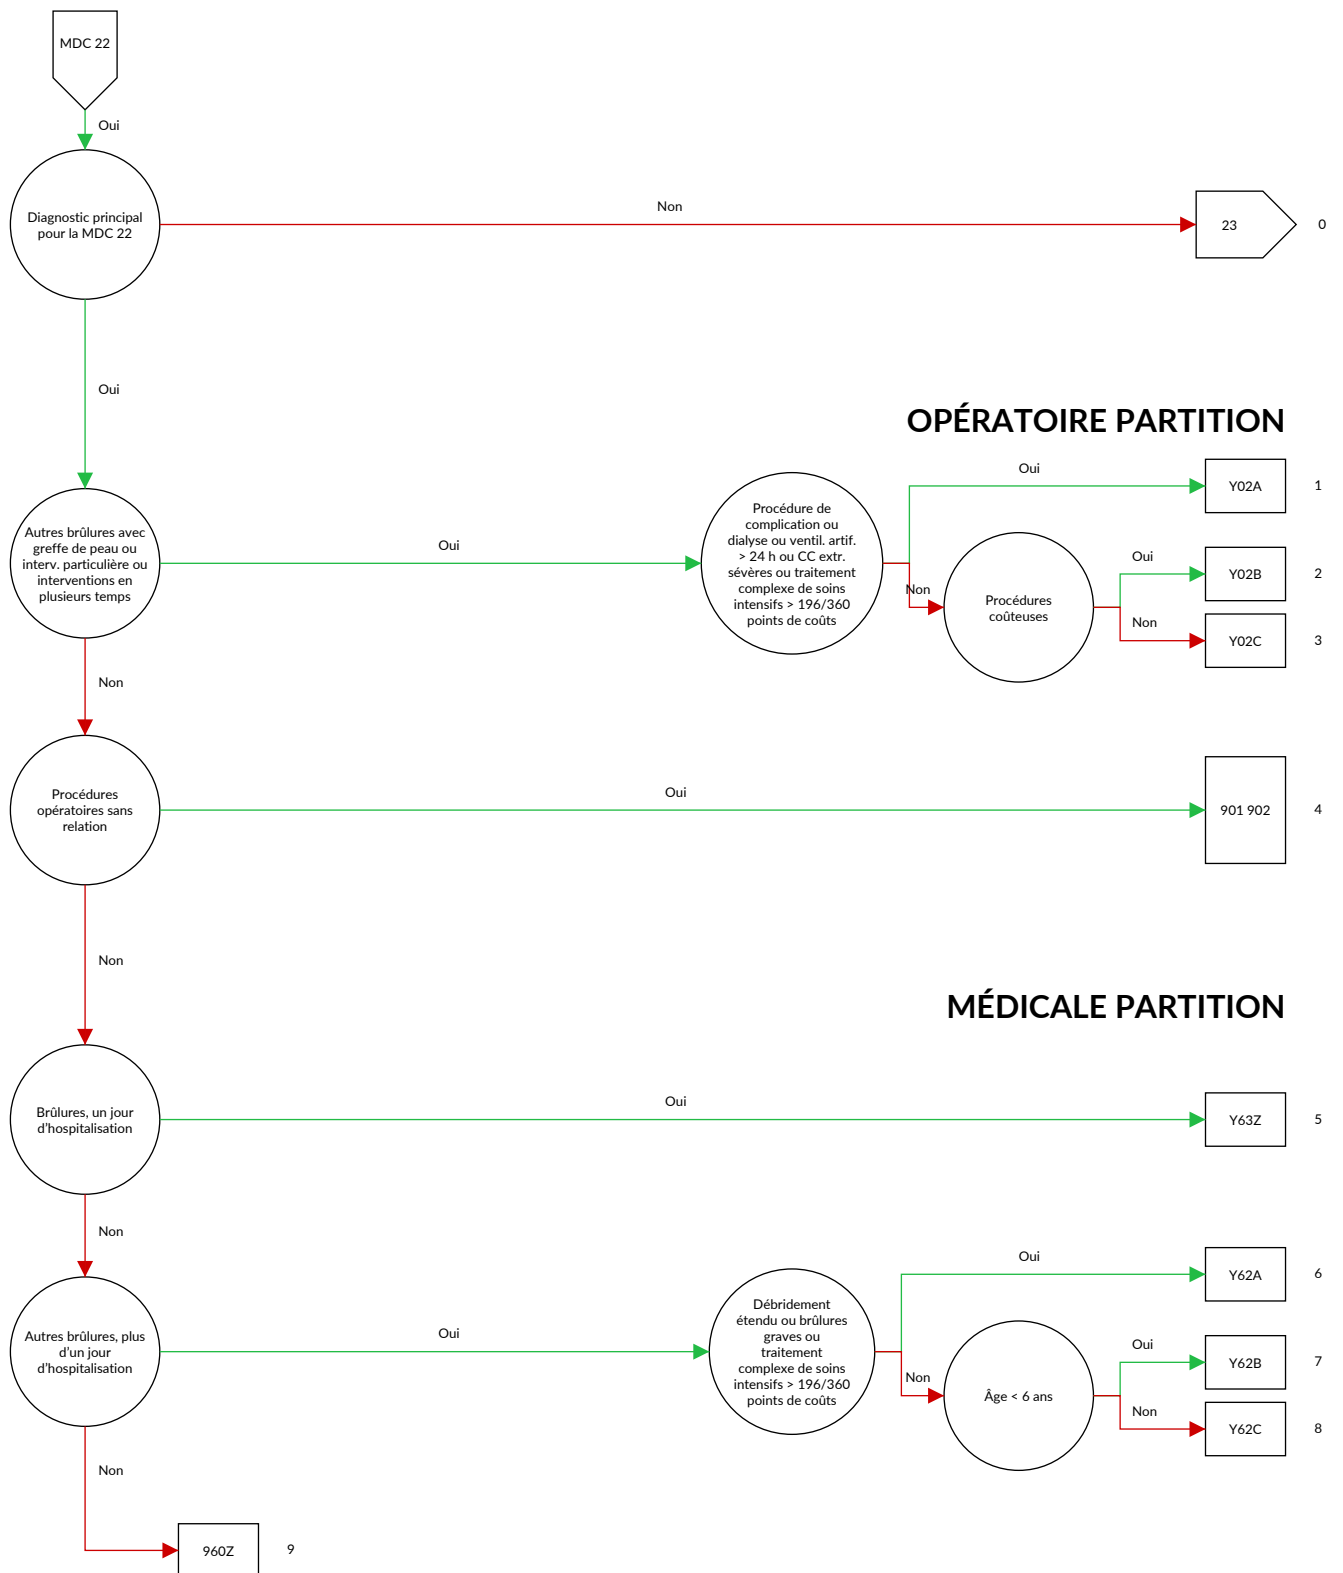 MDC 22
Oui
Diagnostic principal
pour la MDC 22
Non
23
0
Oui
OPÉRATOIRE PARTITION
Autres brûlures avec
greffe de peau ou
interv. particulière ou
interventions en
plusieurs temps
Oui
Procédure de
complication ou
dialyse ou ventil. artif.
> 24 h ou CC extr.
sévères ou traitement
complexe de soins
intensifs > 196/360
points de coûts
Oui
Y02A
1
Non
Procédures
coûteuses
Oui
Y02B
2
Non
Y02C
3
Non
Procédures
opératoires sans
relation
Oui
901 902
4
Non
MÉDICALE PARTITION
Brûlures, un jour
d'hospitalisation
Oui
Y63Z
5
Non
Autres brûlures, plus
d'un jour
d'hospitalisation
Oui
Débridement
étendu ou brûlures
graves ou
traitement
complexe de soins
intensifs > 196/360
points de coûts
Oui
Y62A
6
Non
Âge < 6 ans
Oui
Y62B
7
Non
Y62C
8
Non
960Z
9